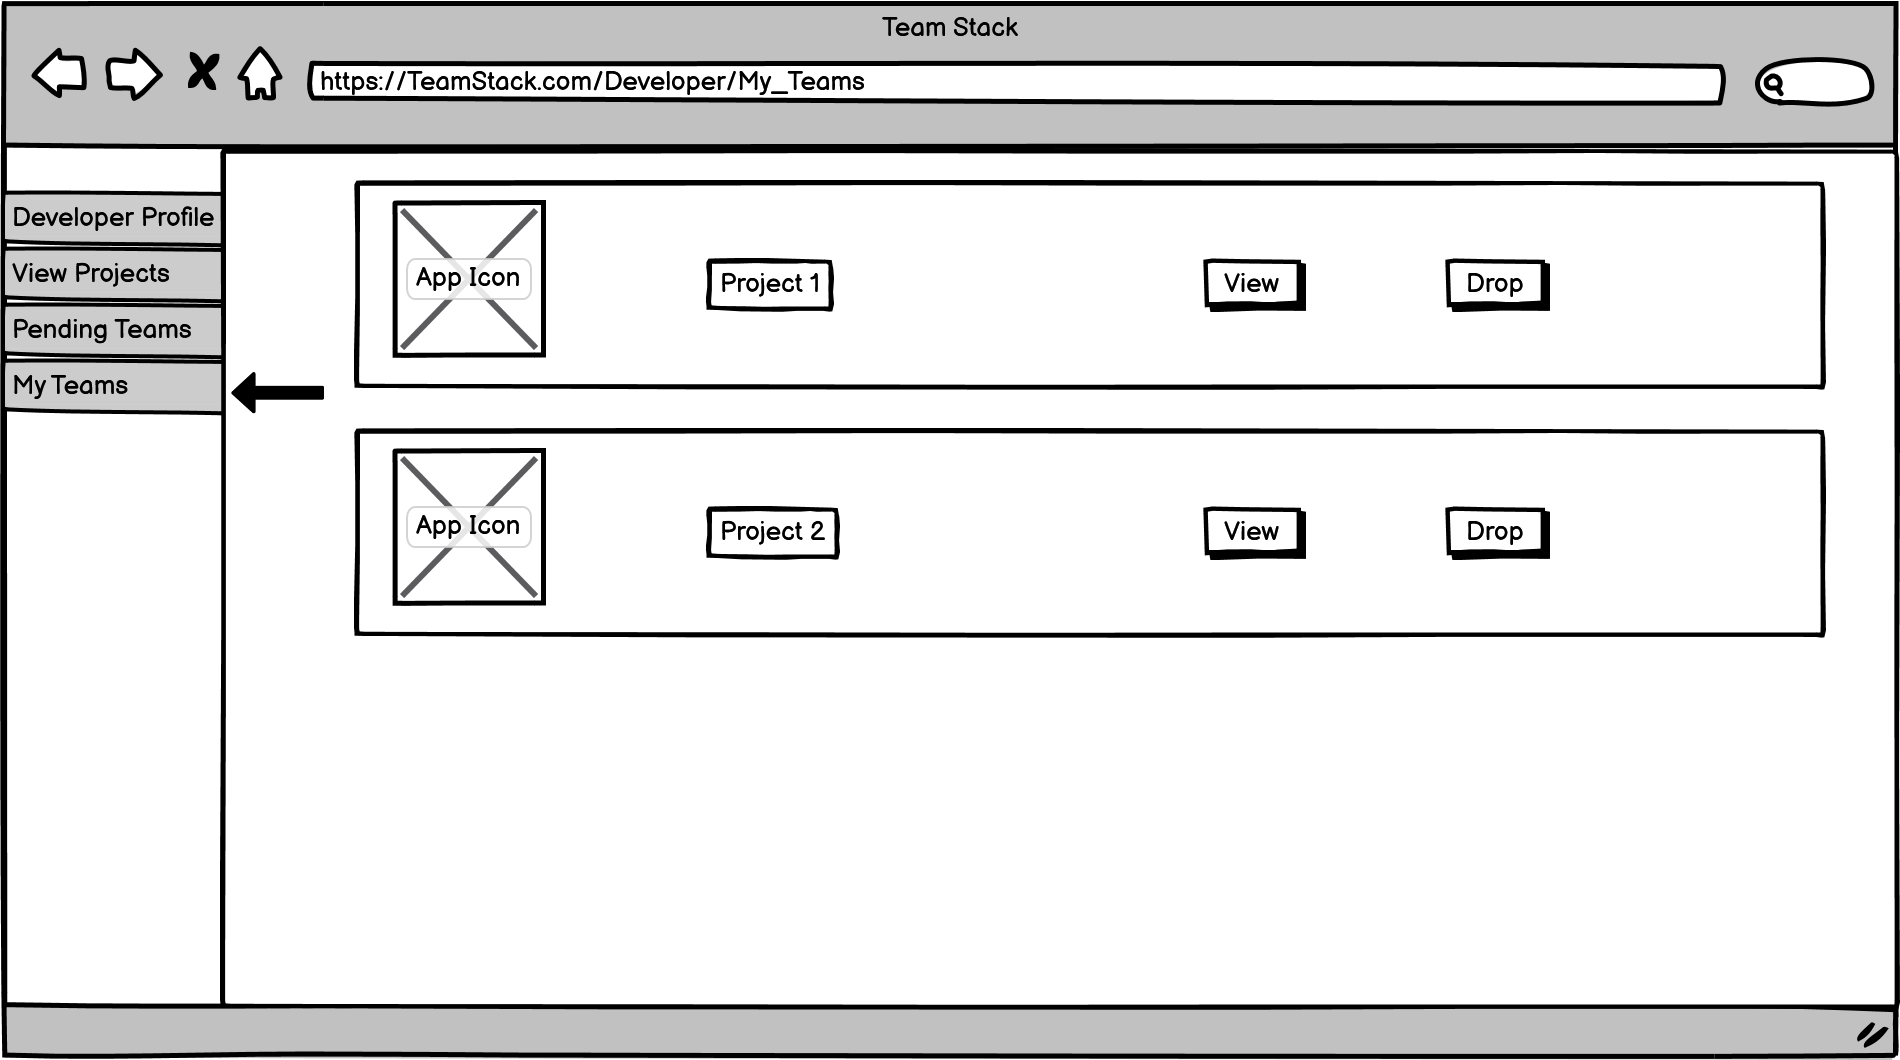 Team Stack
https://TeamStack.com/Developer/My_Teams
Developer Profile
View Projects
Pending Teams
My Teams
App Icon
Project 1
View
Drop
App Icon
Project 2
View
Drop